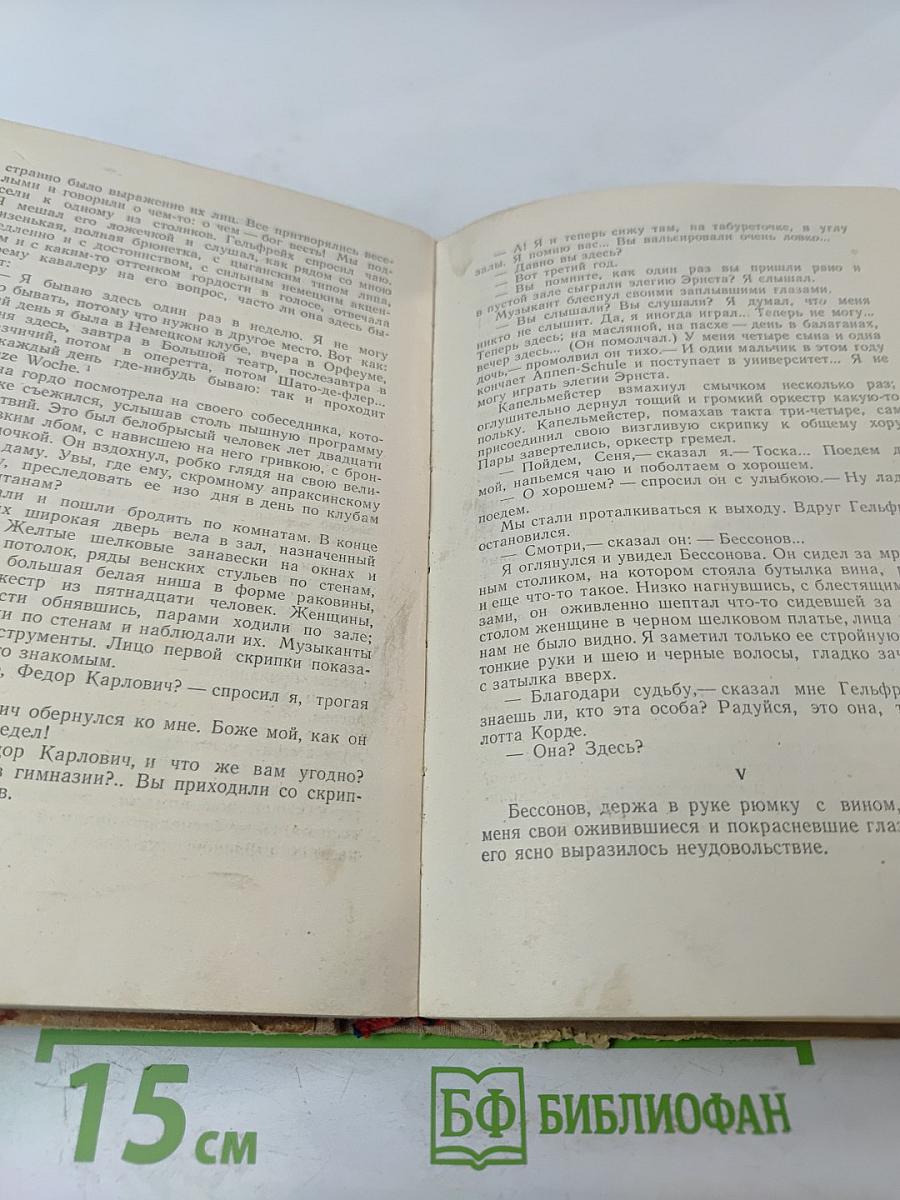 странно было выражение их лиц. Все притворялись весе-
лыми и говорили о чем-то: о чем — бог весть! Мы под-
сели к одному из столиков. Гельфрейх спросил чаю.
Я мешал его ложечкой и слушал, как рядом со мною
низенькая, полная брюнетка, с цыганским типом лица,
медленно и с достоинством, с сильным немецким акцен-
том и с каким-то оттенком гордости в голосе, отвечала
своему кавалеру на его вопрос, часто ли она здесь бы-
— Я бываю здесь один раз в неделю. Я не могу
бывать, потому что нужно в другое место. Вот как:
день я была в Немецком клубе, вчера в Орфеуме,
здесь, завтра в Большой театр, послезавтра в
потом в оперетта, потом Шато-де-флер...
каждый день где-нибудь бываю: так и проходит
Woche. 1
она гордо посмотрела на своего собеседника, кото-
съежился, услышав столь пышную программу
Это был белобрысый человек лет двадцати
лбом, с нависшею на него гривкою, с брон-
Он вздохнул, робко глядя на свою вели-
даму. Увы, где ему, скромному апраксинскому
преследовать ее изо дня в день по клубам
и пошли бродить по комнатам. В конце
их широкая дверь вела в зал, назначенный
Желтые шелковые занавески на окнах и
потолок, ряды венских стульев по стенам,
большая белая ниша в форме раковины,
оркестр из пятнадцати человек. Женщины,
обнявшись, парами ходили по зале;
по стенам и наблюдали их. Музыканты
инструменты. Лицо первой скрипки показа-
знакомым.
Федор Карлович? — спросил я, трогая
обернулся ко мне. Боже мой, как он
Карлович, и что же вам угодно?
в гимназии?.. Вы приходили со скрип-
— А! Я и теперь сижу там, на табуреточке, в углу
залы. Я помню вас... Вы вальсировали очень ловко...
— Давно вы здесь?
— Вот третий год.
— Вы помните, как один раз вы пришли рано и
в пустой зале сыграли элегию Эрнста? Я слышал.
Музыкант блеснул своими заплывшими глазами.
— Вы слышали? Вы слушали? Я думал, что меня
никто не слышит. Да, я иногда играл... Теперь не могу...
Теперь здесь; на масляной, на пасхе — день в балаганах,
вечер здесь... (Он помолчал.) У меня четыре сына и одна
дочь,— промолвил он тихо.— И один мальчик в этом году
кончает Аннен-Schule и поступает в университет... Я не
могу играть элегии Эрнста.
Капельмейстер взмахнул смычком несколько раз;
оглушительно дернул тощий и громкий оркестр какую-то
польку. Капельмейстер, помахав такта три-четыре, сам
присоединил свою визгливую скрипку к общему хору
Пары завертелись, оркестр гремел.
— Пойдем, Сеня,— сказал я.— Тоска... Поедем
мой, напьемся чаю и поболтаем о хорошем.
— О хорошем? — спросил он с улыбкою.— Ну
поедем.
Мы стали проталкиваться к выходу. Вдруг
остановился.
— Смотри,— сказал он: — Бессонов...
Я оглянулся и увидел Бессонова. Он сидел за
ным столиком, на котором стояла бутылка вина,
и еще что-то такое. Низко нагнувшись, с блестящим
зами, он оживленно шептал что-то сидевшей за
столом женщине в черном шелковом платье, лица
нам не было видно. Я заметил только ее стройную
тонкие руки и шею и черные волосы, гладко
с затылка вверх.
— Благодари судьбу,— сказал мне
знаешь ли, кто эта особа? Радуйся, это она,
лотта Корде.
— Она? Здесь?
V
Бессонов, держа в руке рюмку с вином,
меня свои оживившиеся и покрасневшие
его ясно выразилось неудовольствие.
15 см
БФ БИБЛИОФАН